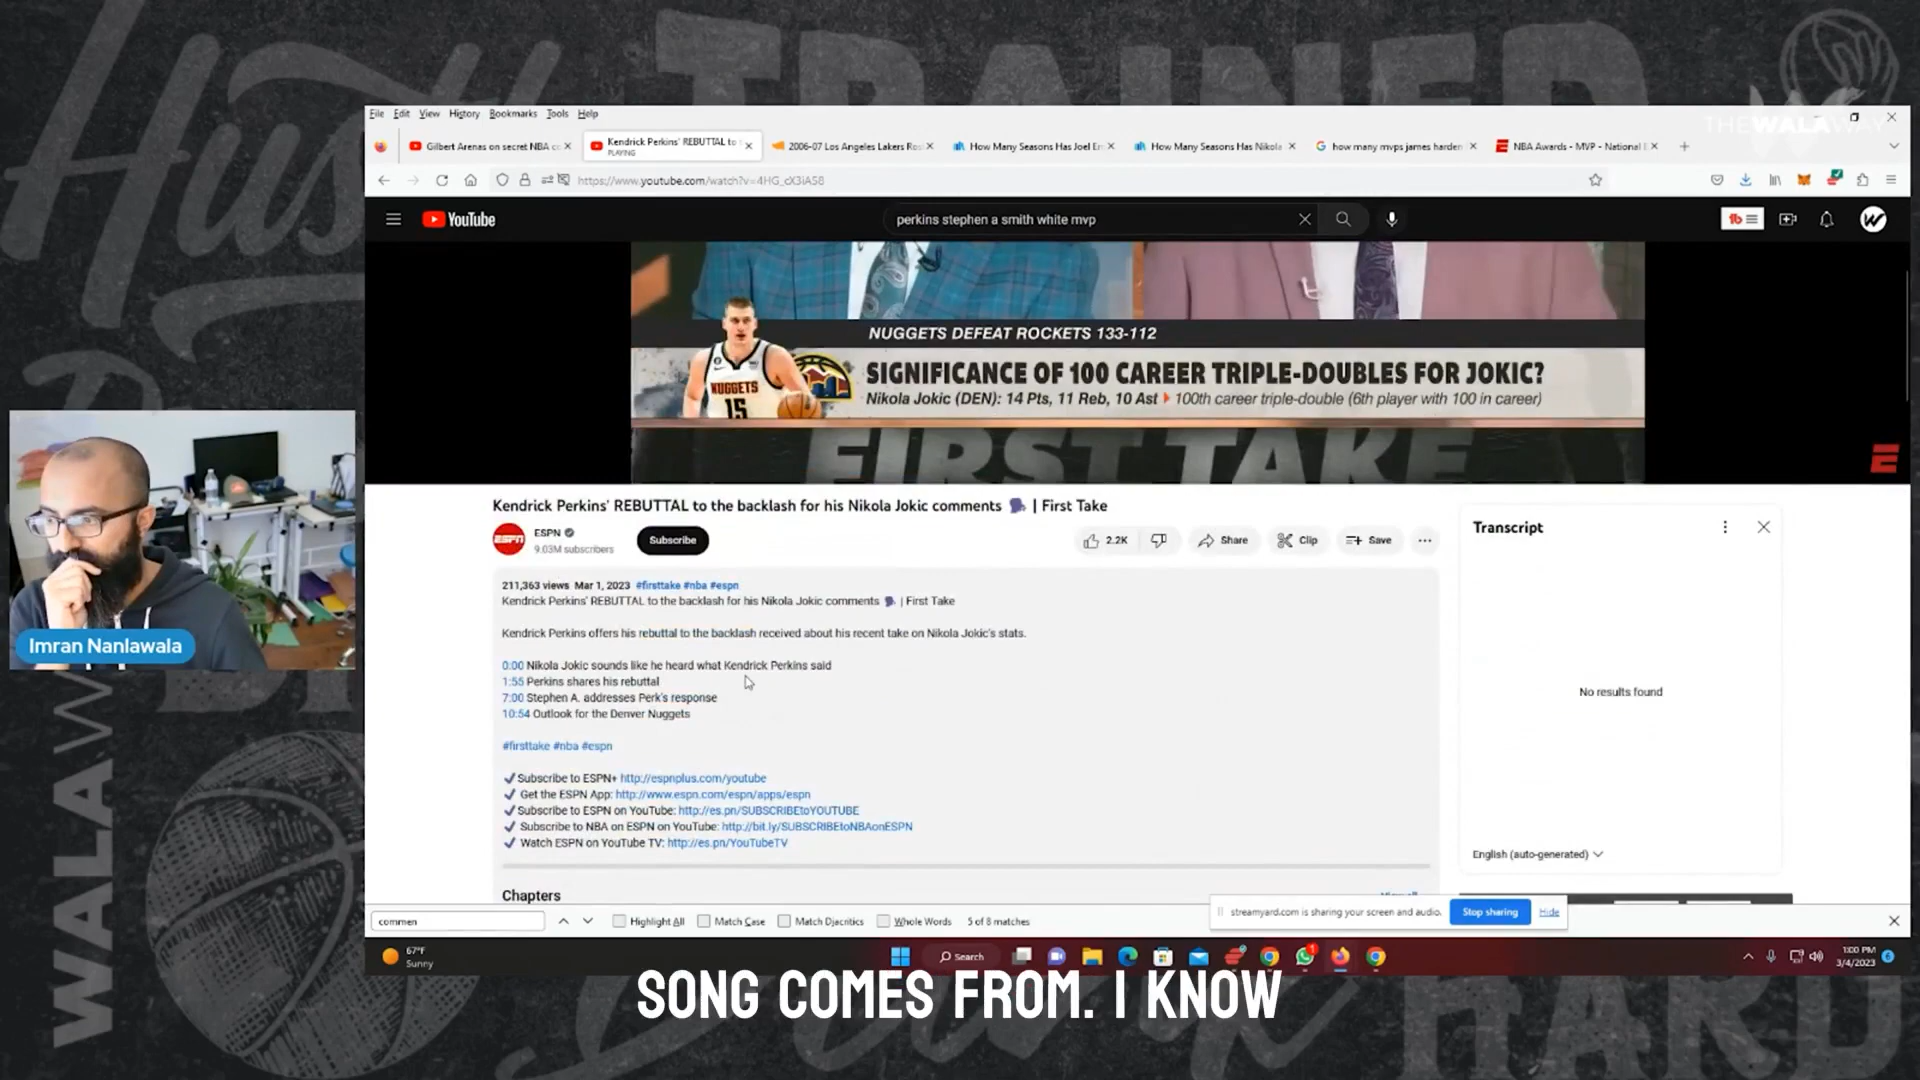 TRAINED
THEWALAWAY
File Edit View History Bookmarks Tools Help
Gilbert Arenas on secret NBA co
Kendrick Perkins' REBUTTAL to
PLAYING
2006-07 Los Angeles Lakers Ros
How Many Seasons Has Joel Em
How Many Seasons Has Nikola
how many mvps james harden
NBA Awards - MVP - National
https://www.youtube.com/watch?v=4HG_cX3iA58
YouTube
perkins stephen a smith white mvp
NUGGETS DEFEAT ROCKETS 133-112
SIGNIFICANCE OF 100 CAREER TRIPLE-DOUBLES FOR JOKIC?
Nikola Jokic (DEN): 14 Pts, 11 Reb, 10 Ast 100th career triple-double (6th player with 100 in career)
NUGGETS
15
FIRST TAKE
Kendrick Perkins' REBUTTAL to the backlash for his Nikola Jokic comments | First Take
ESPN
ESPN
9.03M subscribers
Subscribe
2.2K
Share
Clip
Save
Transcript
No results found
English (auto-generated)
211,363 views Mar 1, 2023 #firsttake #nba #espn
Kendrick Perkins' REBUTTAL to the backlash for his Nikola Jokic comments | First Take
Kendrick Perkins offers his rebuttal to the backlash received about his recent take on Nikola Jokic's stats.
0:00 Nikola Jokic sounds like he heard what Kendrick Perkins said
1:55 Perkins shares his rebuttal
7:00 Stephen A. addresses Perk's response
10:54 Outlook for the Denver Nuggets
#firsttake #nba #espn
Subscribe to ESPN+ http://espnplus.com/youtube
Get the ESPN App: http://www.espn.com/espn/apps/espn
Subscribe to ESPN on YouTube: http://es.pn/SUBSCRIBEtoYOUTUBE
Subscribe to NBA on ESPN on YouTube: http://bit.ly/SUBSCRIBEtoNBAonESPN
Watch ESPN on YouTube TV: http://es.pn/YouTubeTV
Chapters
View all
Imran Nanlawala
commen
Highlight All
Match Case
Match Diacritics
Whole Words
5 of 8 matches
streamyard.com is sharing your screen and audio.
Stop sharing
Hide
67°F
Sunny
Search
1:00 PM
3/4/2023
WALAW
HARD
SONG COMES FROM. I KNOW